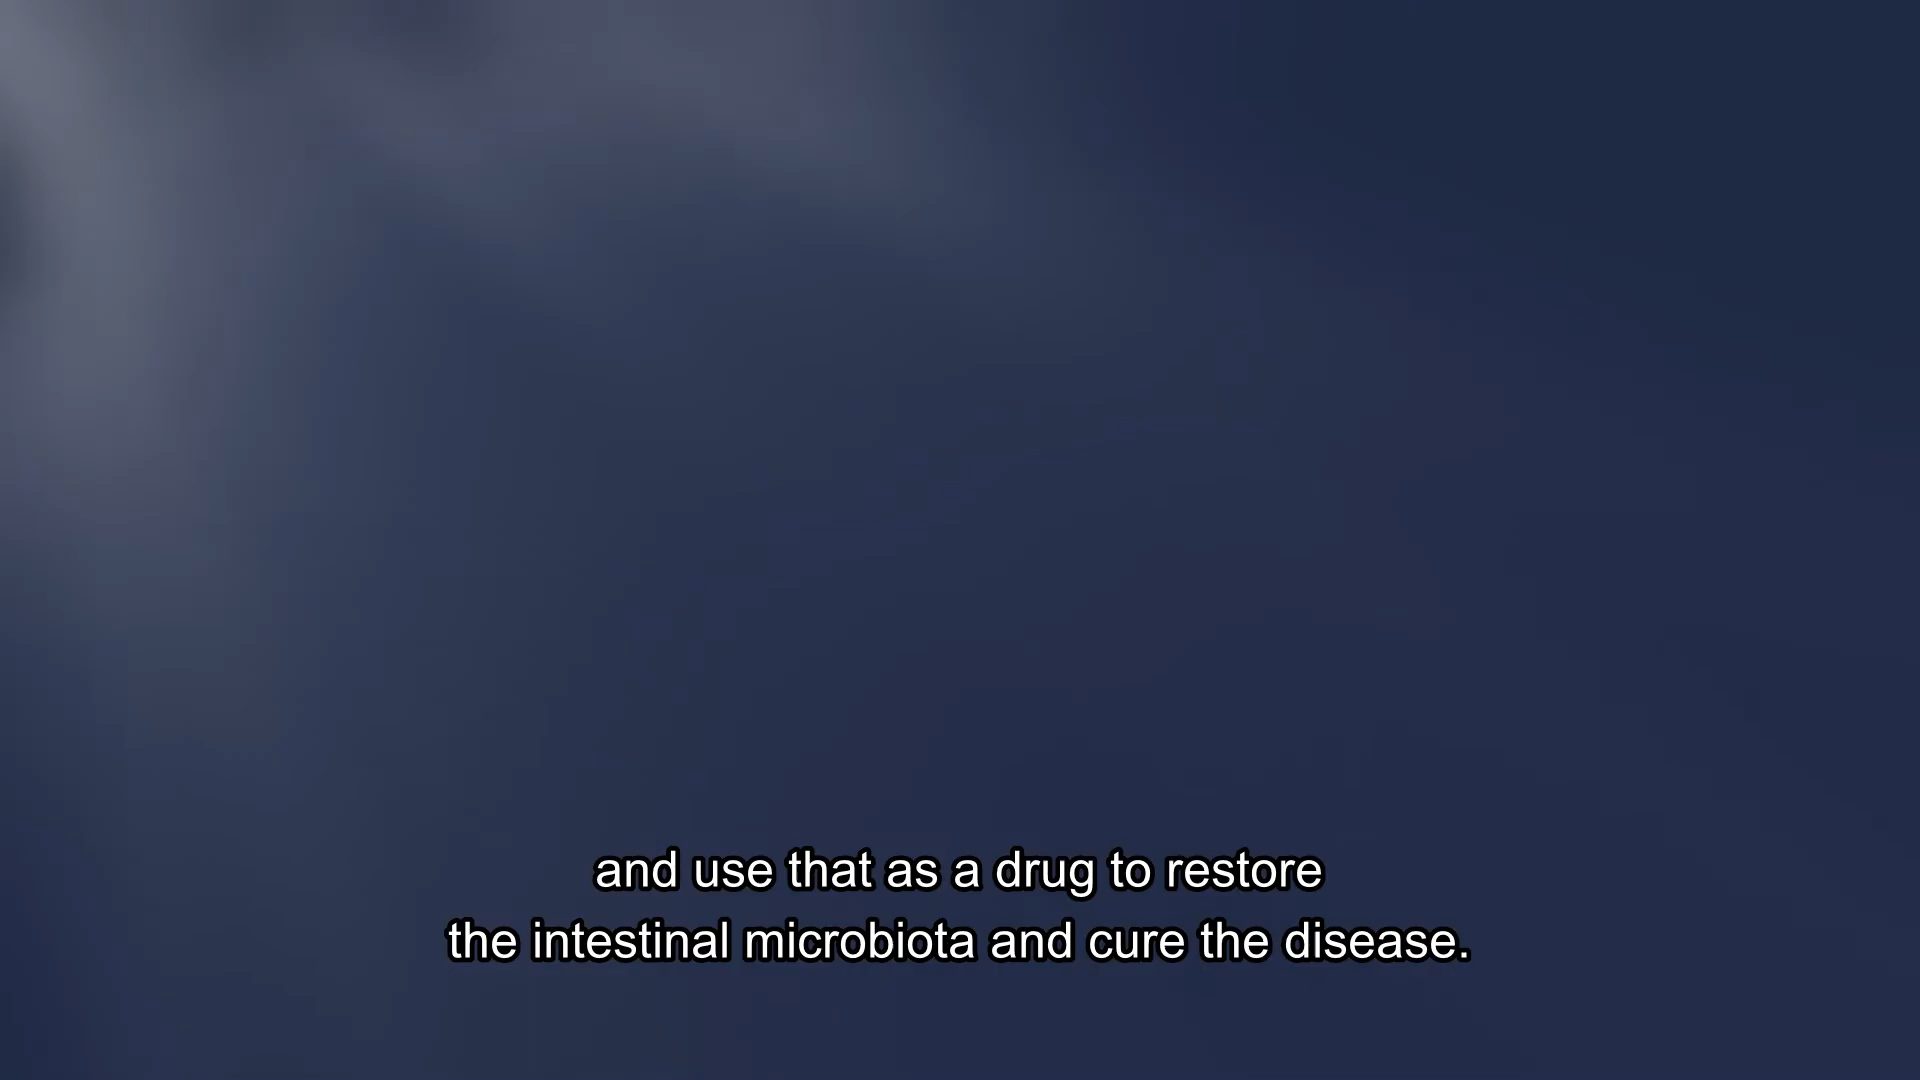 and use that as a drug to restore
the intestinal microbiota and cure the disease.